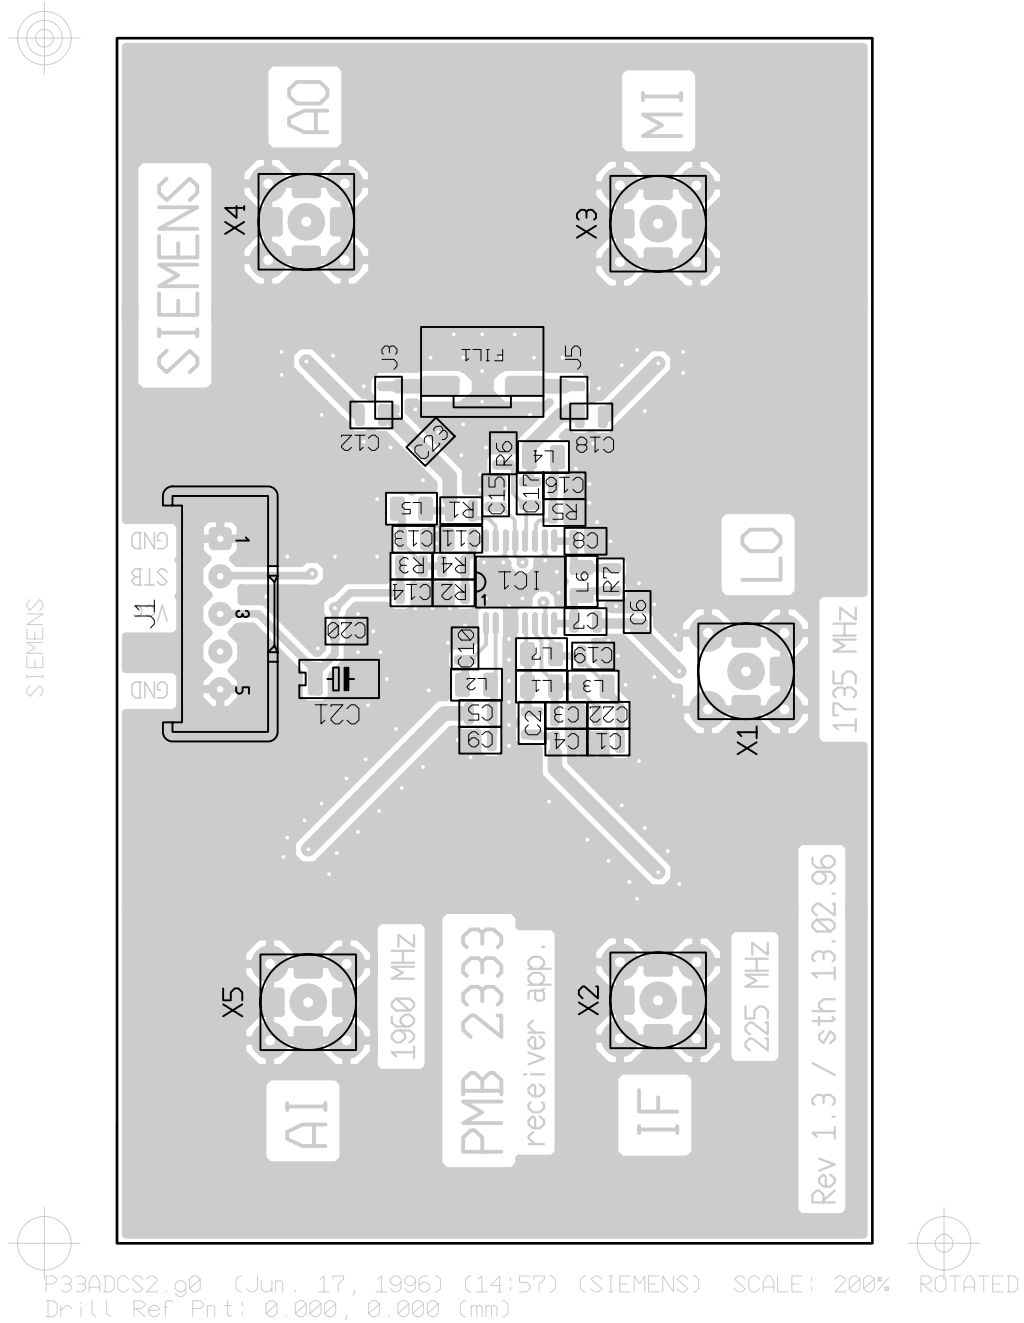 AO
MI
SIEMENS
X4
X3
J3
FIL1
J5
C12
C18
C23
R6
L4
C15
C17
C16
R5
L5
R1
C13
C11
C8
R3
R4
C14
R2
IC1
1
L6
R7
C6
C7
GND
STB
V
GND
J1
1
3
5
C20
C21
C10
L7
C19
L2
L1
L3
C5
C2
C3
C22
C9
C4
C1
LO
1735 MHz
X1
SIEMENS
X5
1960 MHz
AI
PMB 2333
receiver app.
X2
225 MHz
IF
Rev 1.3 / sth 13.02.96
P33ADCS2.g0 (Jun. 17, 1996) (14:57) (SIEMENS) SCALE: 200% ROTATED
Drill Ref Pnt: 0.000, 0.000 (mm)